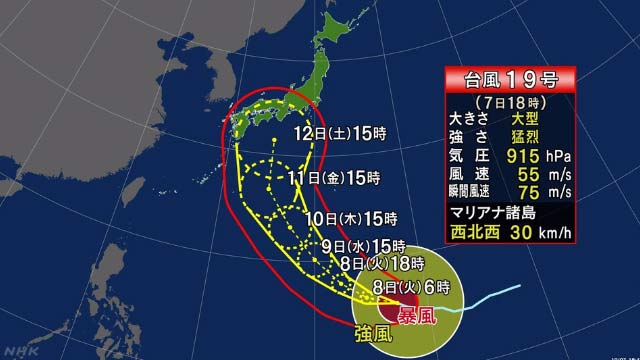 台風19号
(7日18時)
大きさ 大型
強さ 猛烈
気圧 915 hPa
風速 55 m/s
瞬間風速 75 m/s
マリアナ諸島
西北西 30 km/h
12日(土)15時
11日(金)15時
10日(木)15時
9日(水)15時
8日(火)18時
8日(火)6時
暴風
強風
NHK